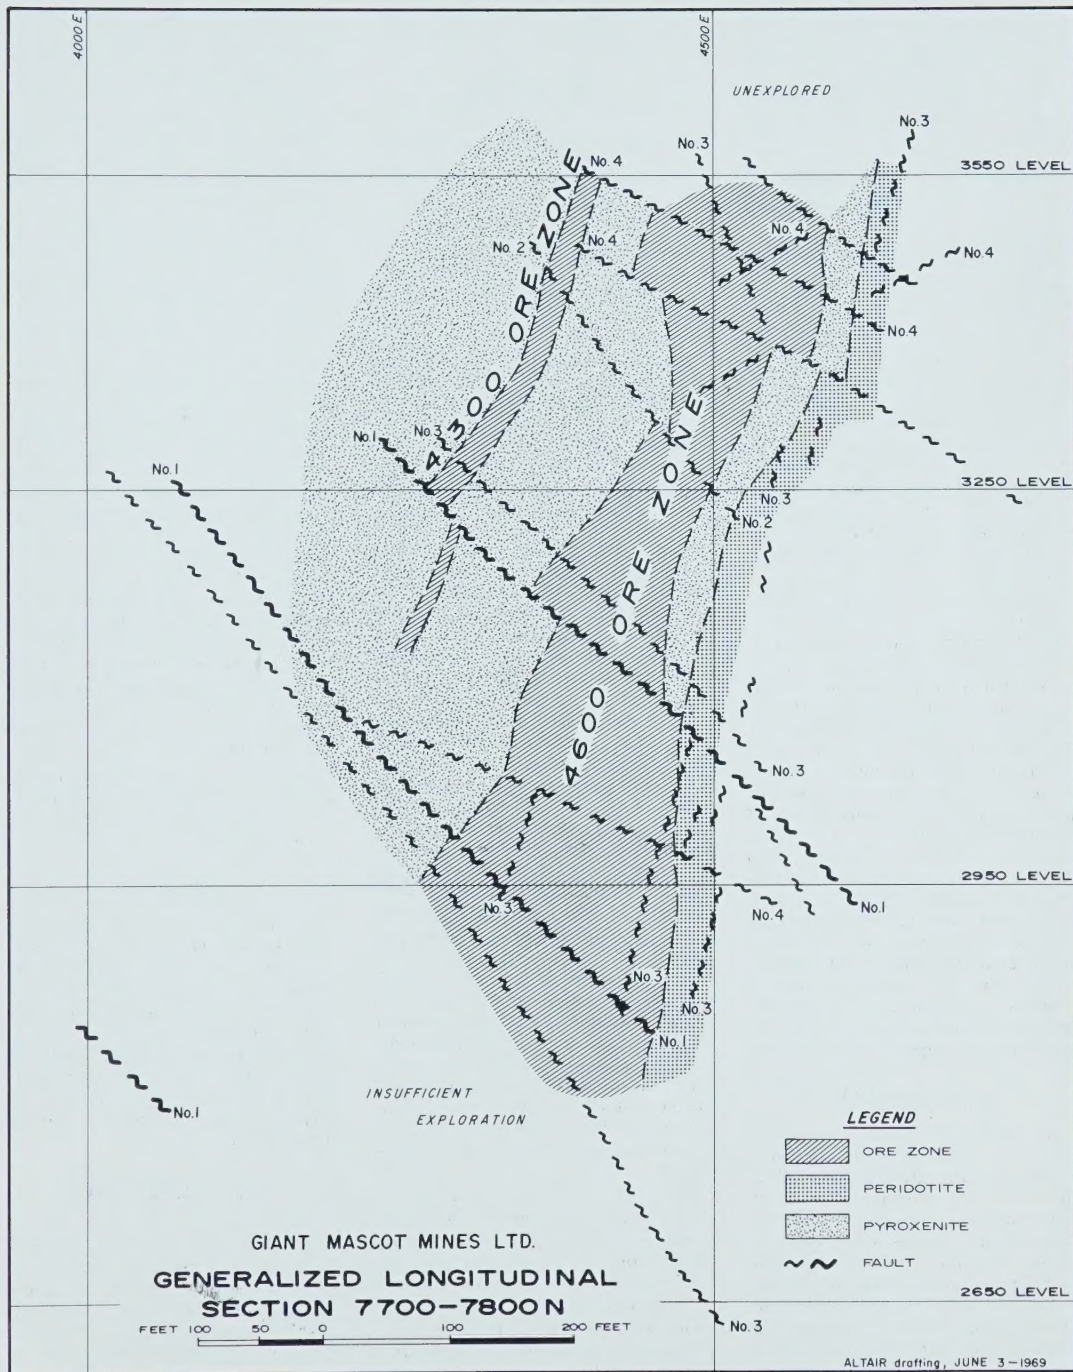 4000 E
4500 E
UNEXPLORED
No.3
No.3
3550 LEVEL
No.4
No.4
No.2
No.4
No.4
No.4
4300 ORE ZONE
No.3
No.1
No.1
3250 LEVEL
No.3
No.2
4600 ORE ZONE
No.3
2950 LEVEL
No.3
No.4
No.1
No.3
No.3
No.1
No.1
INSUFFICIENT
EXPLORATION
LEGEND
ORE ZONE
PERIDOTITE
PYROXENITE
FAULT
GIANT MASCOT MINES LTD.
GENERALIZED LONGITUDINAL
SECTION 7700-7800 N
FEET 100 50 0 100 200 FEET
2650 LEVEL
No.3
ALTAIR drafting, JUNE 3-1969